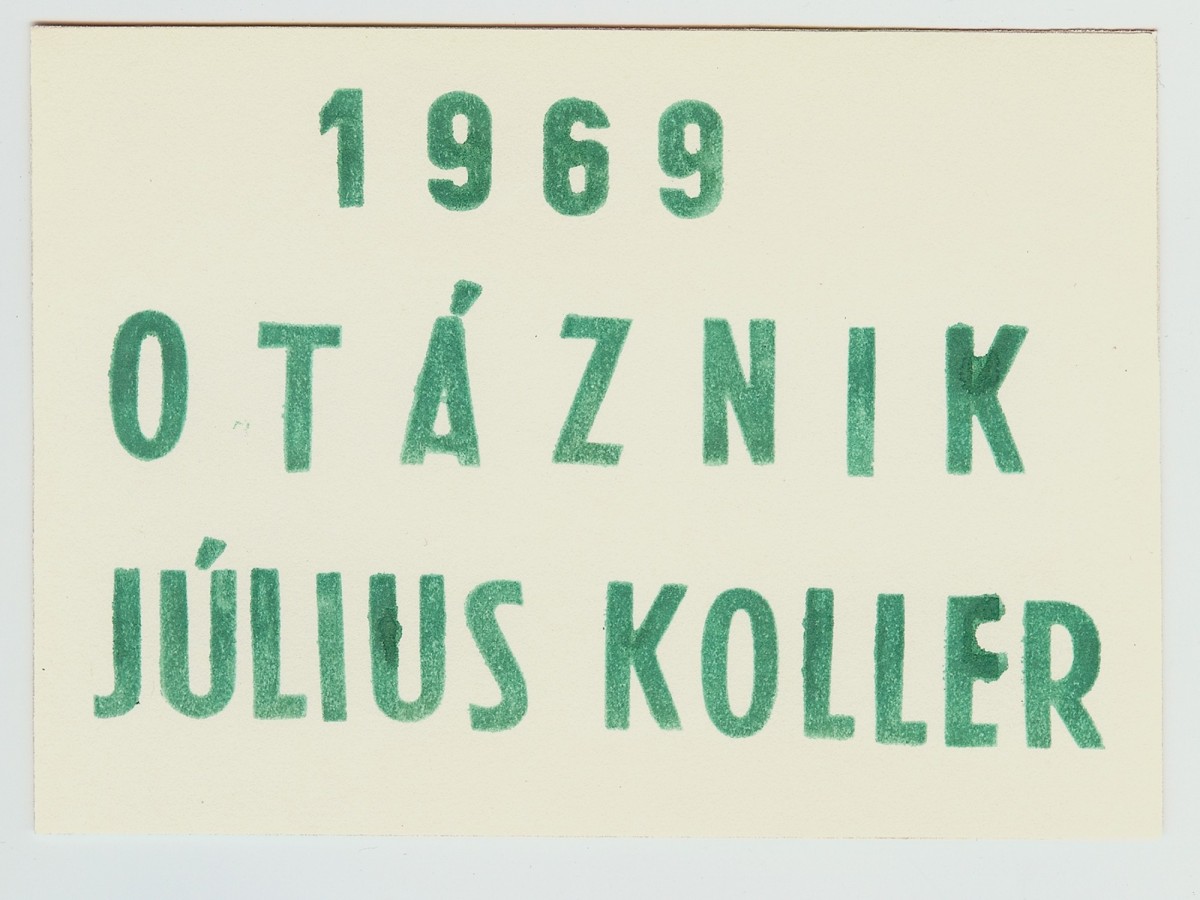 1969
OTÁZNIK
JÚLIUS KOLLER